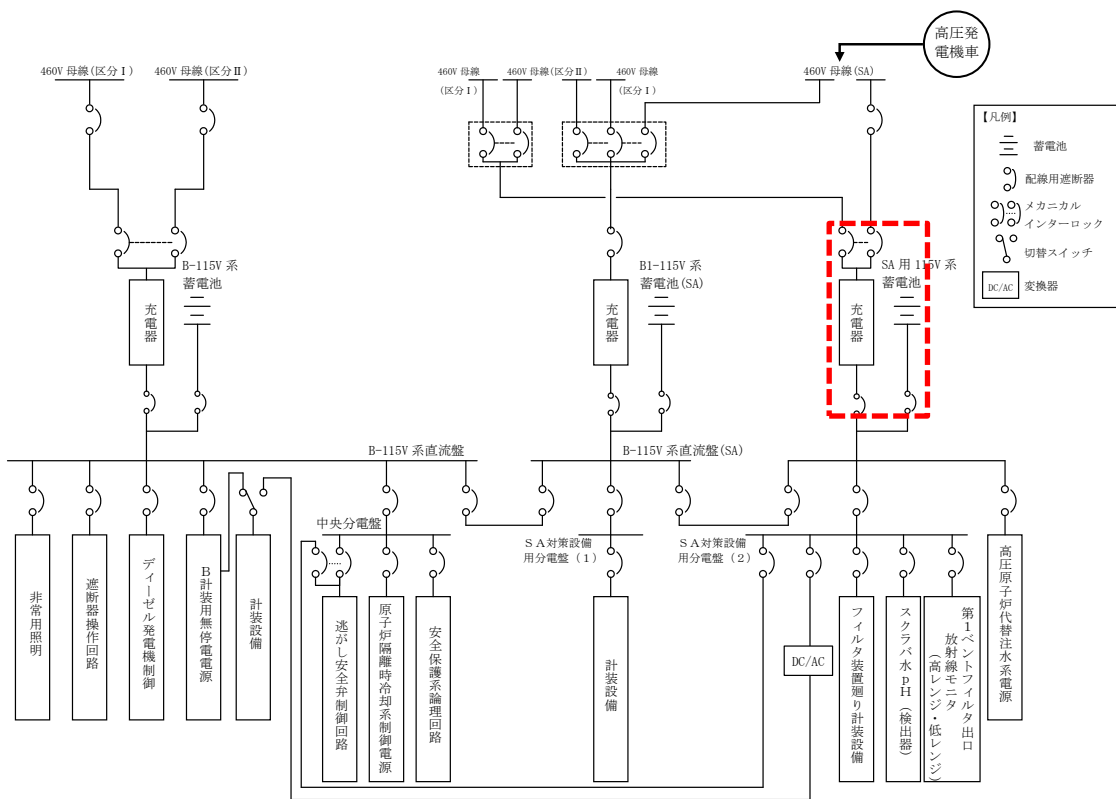 高圧発
電機車
460V 母線(区分Ⅰ)
460V 母線(区分Ⅱ)
460V 母線
(区分Ⅰ)
460V 母線(区分Ⅱ)
460V 母線
(区分Ⅰ)
460V 母線(SA)
【凡例】
蓄電池
配線用遮断器
メカニカル
インターロック
切替スイッチ
DC/AC
変換器
B-115V 系
蓄電池
充電器
B1-115V 系
蓄電池(SA)
充電器
SA 用 115V 系
蓄電池
充電器
B-115V 系直流盤
B-115V 系直流盤(SA)
中央分電盤
ＳＡ対策設備
用分電盤（１）
ＳＡ対策設備
用分電盤（２）
非常用照明
遮断器操作回路
ディーゼル発電機制御
Ｂ計装用無停電電源
計装設備
逃がし安全弁制御回路
原子炉隔離時冷却系制御電源
安全保護系論理回路
計装設備
DC/AC
フィルタ装置廻り計装設備
スクラバ水 pH（検出器）
第１ベントフィルタ出口
放射線モニタ
（高レンジ・低レンジ）
高圧原子炉代替注水系電源